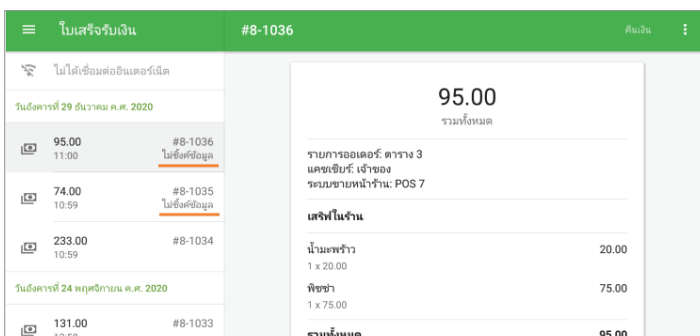 ใบเสร็จรับเงิน
#8-1036
คืนเงิน
ไม่ได้เชื่อมต่ออินเตอร์เน็ต
วันอังคารที่ 29 ธันวาคม ค.ศ. 2020
95.00 #8-1036
11:00 ไม่ซิ้งค์ข้อมูล
74.00 #8-1035
10:59 ไม่ซิ้งค์ข้อมูล
233.00 #8-1034
10:59
วันอังคารที่ 24 พฤศจิกายน ค.ศ. 2020
131.00 #8-1033
95.00
รวมทั้งหมด
รายการออเดอร์: ตาราง 3
แคชเชียร์: เจ้าของ
ระบบขายหน้าร้าน: POS 7
เสริฟในร้าน
น้ำมะพร้าว 20.00
1 x 20.00
พิซซ่า 75.00
1 x 75.00
รวมทั้งหมด 95.00